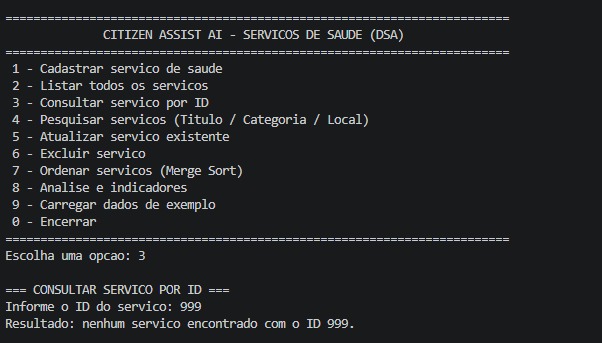 ========================================================================
CITIZEN ASSIST AI - SERVICOS DE SAUDE (DSA)
========================================================================
1 - Cadastrar servico de saude
2 - Listar todos os servicos
3 - Consultar servico por ID
4 - Pesquisar servicos (Titulo / Categoria / Local)
5 - Atualizar servico existente
6 - Excluir servico
7 - Ordenar servicos (Merge Sort)
8 - Analise e indicadores
9 - Carregar dados de exemplo
0 - Encerrar
========================================================================
Escolha uma opcao: 3
=== CONSULTAR SERVICO POR ID ===
Informe o ID do servico: 999
Resultado: nenhum servico encontrado com o ID 999.